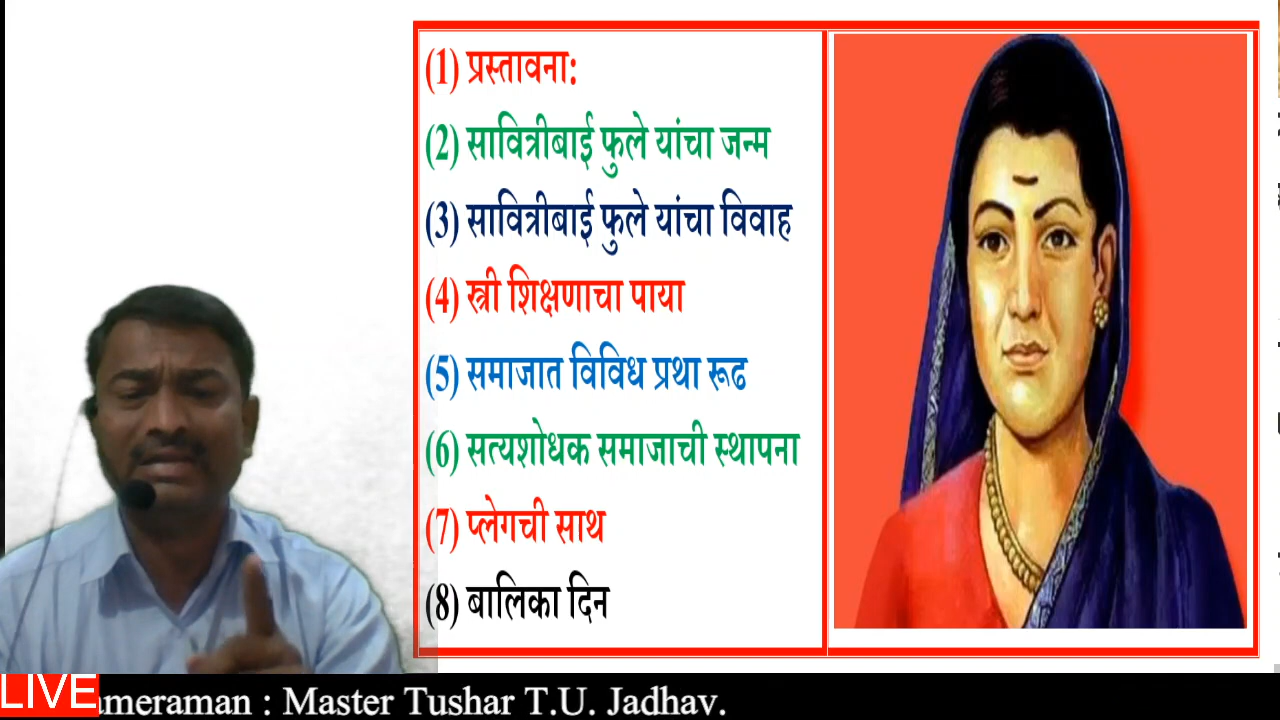 (1) प्रस्तावना:
(2) सावित्रीबाई फुले यांचा जन्म
(3) सावित्रीबाई फुले यांचा विवाह
(4) स्त्री शिक्षणाचा पाया
(5) समाजात विविध प्रथा रूढ
(6) सत्यशोधक समाजाची स्थापना
(7) प्लेगची साथ
(8) बालिका दिन
LIVE
ameraman : Master Tushar T.U. Jadhav.